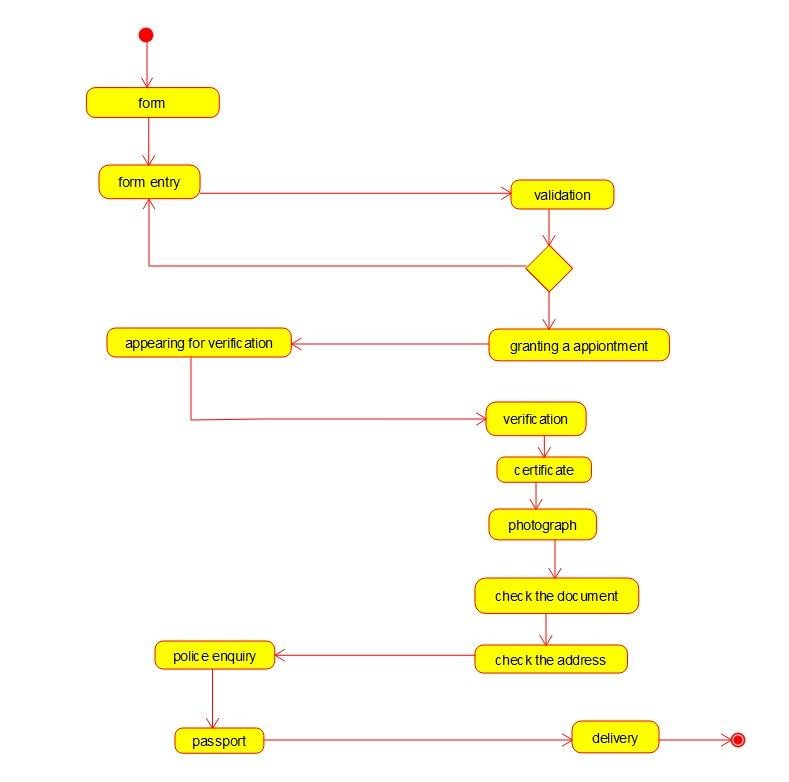 form
form entry
validation
appearing for verification
granting a appiontment
verification
certificate
photograph
check the document
police enquiry
check the address
passport
delivery